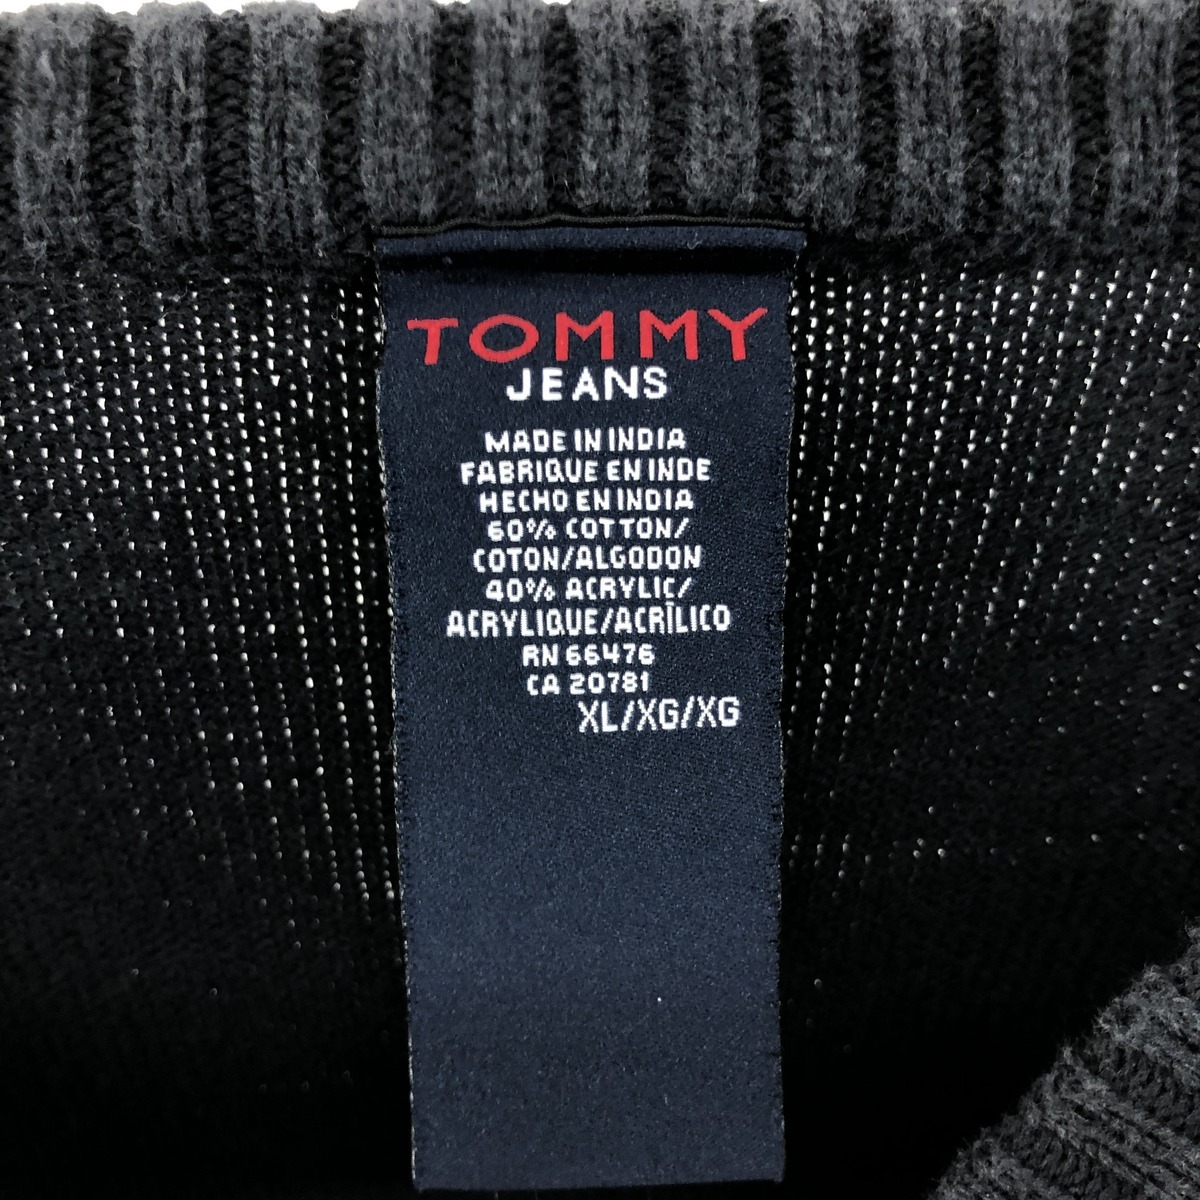 TOMMY
JEANS
MADE IN INDIA
FABRIQUE EN INDE
HECHO EN INDIA
60% COTTON/
COTON/ALGODON
40% ACRYLIC/
ACRYLIQUE/ACRÍLICO
RN 66476
CA 20781
XL/XG/XG